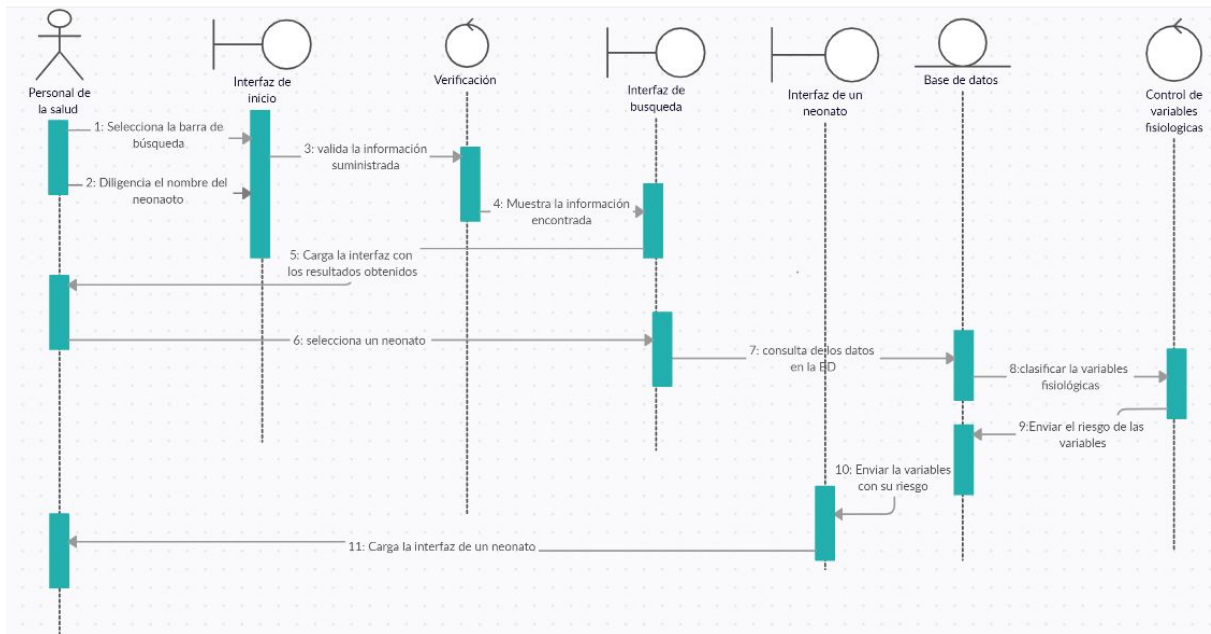 Personal de
la salud
Interfaz de
inicio
Verificación
Interfaz de
busqueda
Interfaz de un
neonato
Base de datos
Control de
variables
fisiologicas
1: Selecciona la barra de
búsqueda
2: Diligencia el nombre del
neonaoto
3: valida la información
suministrada
4: Muestra la información
encontrada
5: Carga la interfaz con
los resultados obtenidos
6: selecciona un neonato
7: consulta de los datos
en la BD
8:clasificar la variables
fisiológicas
9:Enviar el riesgo de las
variables
10: Enviar la variables
con su riesgo
11: Carga la interfaz de un neonato